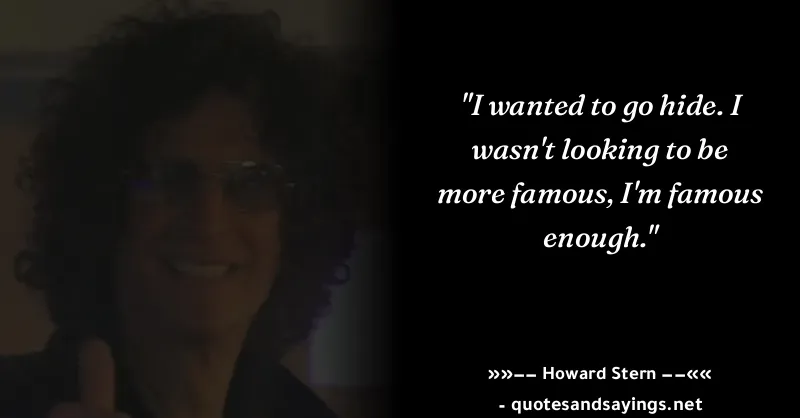 "I wanted to go hide. I
wasn't looking to be
more famous, I'm famous
enough."
»»−− Howard Stern −−««
- quotesandsayings.net